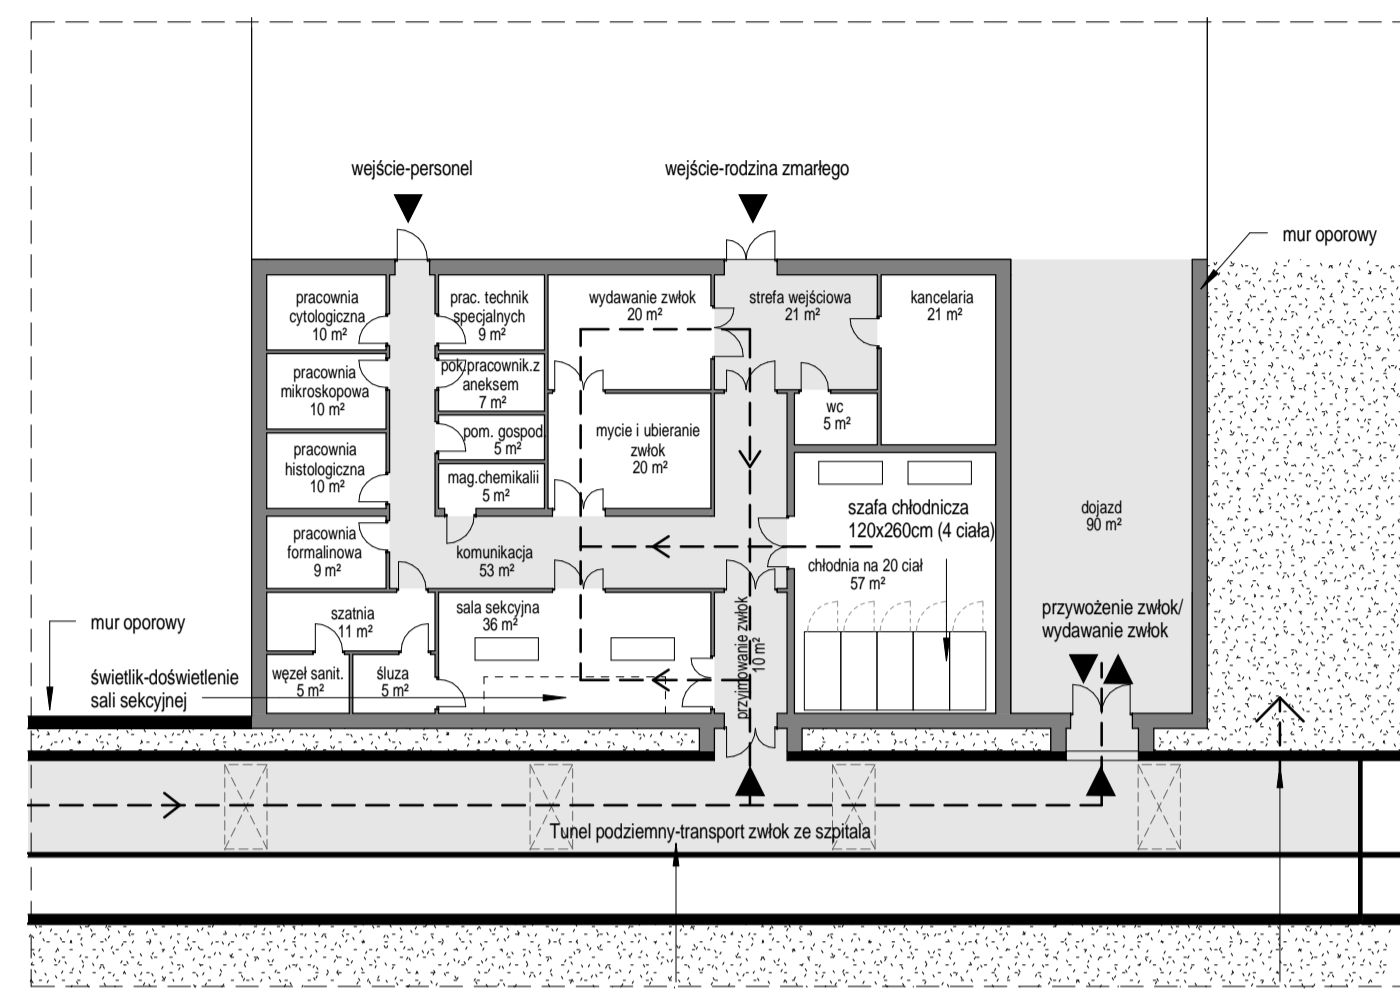 wejście-personel
wejście-rodzina zmarłego
mur oporowy
pracownia
cytologiczna
10 m²
prac. technik
specjalnych
9 m²
wydawanie zwłok
20 m²
strefa wejściowa
21 m²
kancelaria
21 m²
pracownia
mikroskopowa
10 m²
pok/pracownik.z
aneksem
7 m²
wc
5 m²
pracownia
histologiczna
10 m²
pom. gospod.
5 m²
mycie i ubieranie
zwłok
20 m²
mag.chemikalii
5 m²
szafa chłodnicza
120x260cm (4 ciała)
dojazd
90 m²
pracownia
formalinowa
9 m²
komunikacja
53 m²
chłodnia na 20 ciał
57 m²
szatnia
11 m²
sala sekcyjna
36 m²
przyjmowanie zwłok
10 m²
przywożenie zwłok/
wydawanie zwłok
mur oporowy
świetlik-doświetlenie
sali sekcyjnej
węzeł sanit.
5 m²
śluza
5 m²
Tunel podziemny-transport zwłok ze szpitala